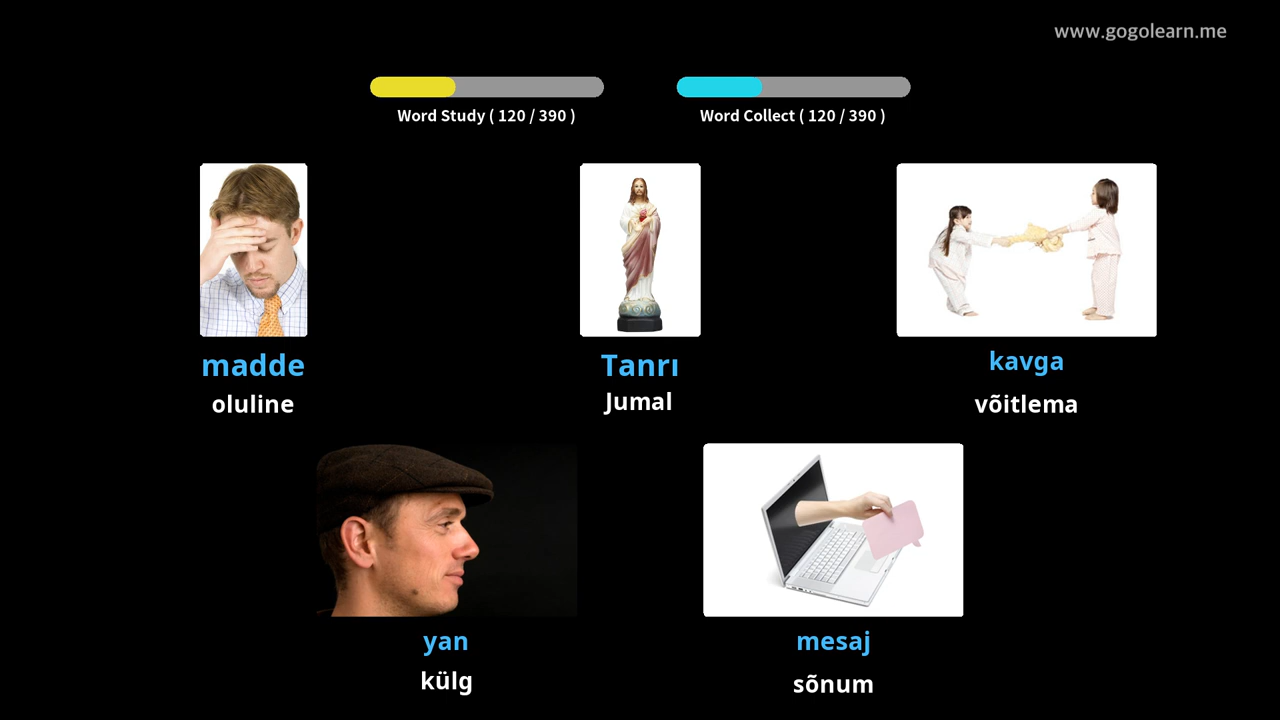 www.gogolearn.me
Word Study ( 120 / 390 )
Word Collect ( 120 / 390 )
madde
oluline
Tanrı
Jumal
kavga
võitlema
yan
külg
mesaj
sõnum